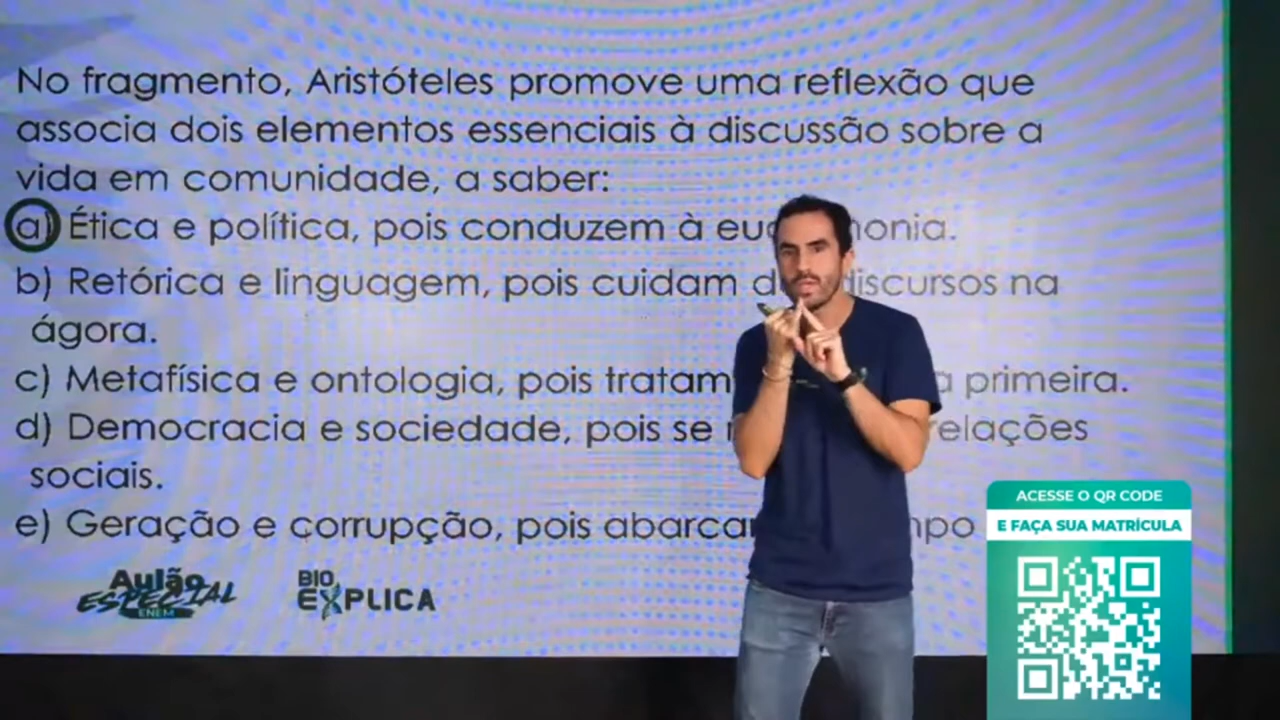 No fragmento, Aristóteles promove uma reflexão que
associa dois elementos essenciais à discussão sobre a
vida em comunidade, a saber:
a) Ética e política, pois conduzem à
b) Retórica e linguagem, pois cuidam discursos na
ágora.
c) Metafísica e ontologia, pois tratam primeira.
d) Democracia e sociedade, pois se relações
sociais.
e) Geração e corrupção, pois
Aulão
ESPECIAL
ENEM
BIO
EXPLICA
ACESSE O QR CODE
E FAÇA SUA MATRÍCULA